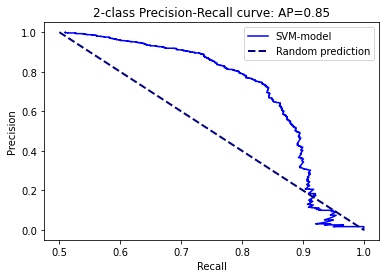 2-class Precision-Recall curve: AP=0.85
SVM-model
Random prediction
Precision
1.0
0.8
0.6
0.4
0.2
0.0
0.5 0.6 0.7 0.8 0.9 1.0
Recall